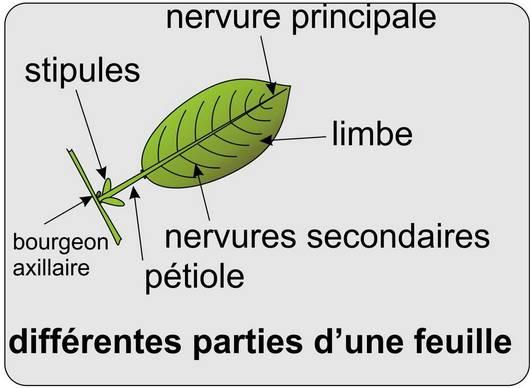 nervure principale
stipules
limbe
bourgeon
axillaire
nervures secondaires
pétiole
différentes parties d'une feuille